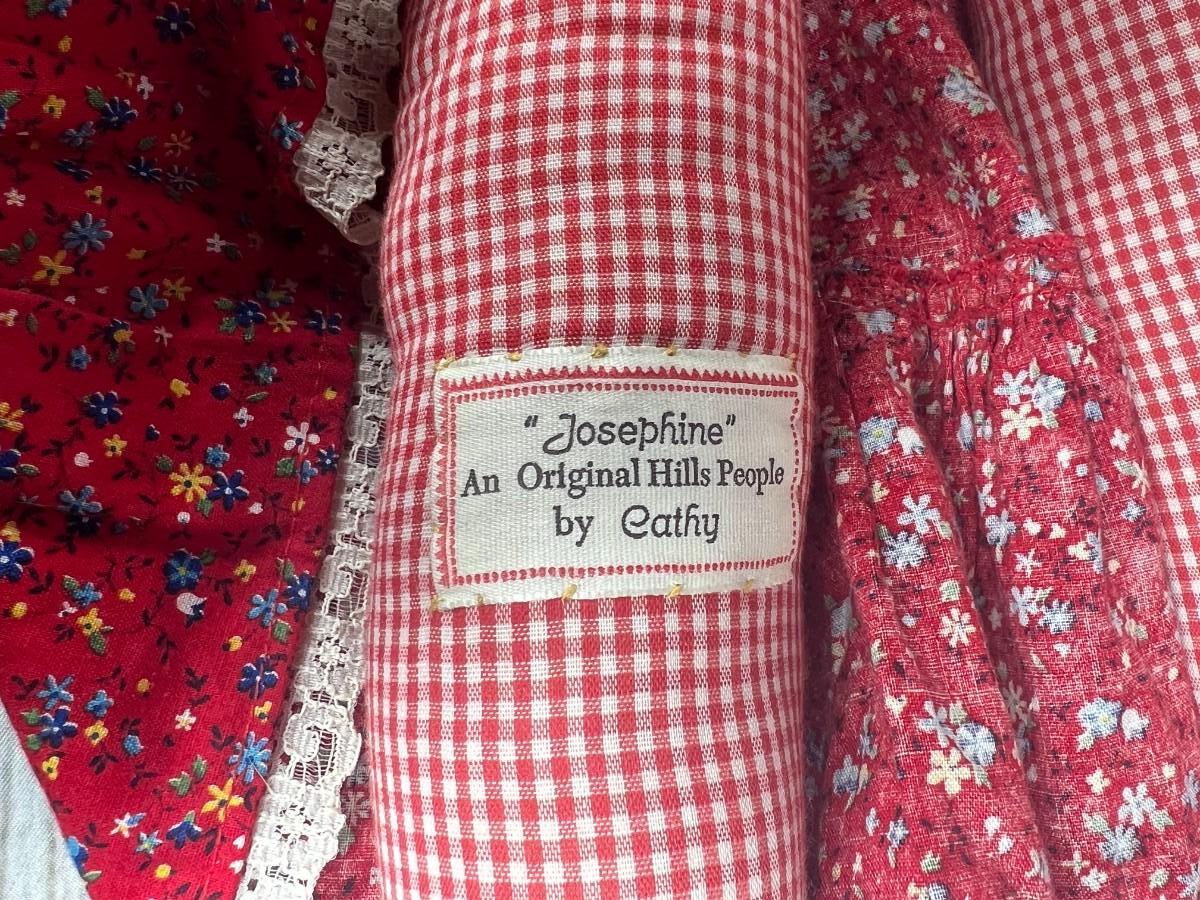 "Josephine"
An Original Hills People
by Cathy